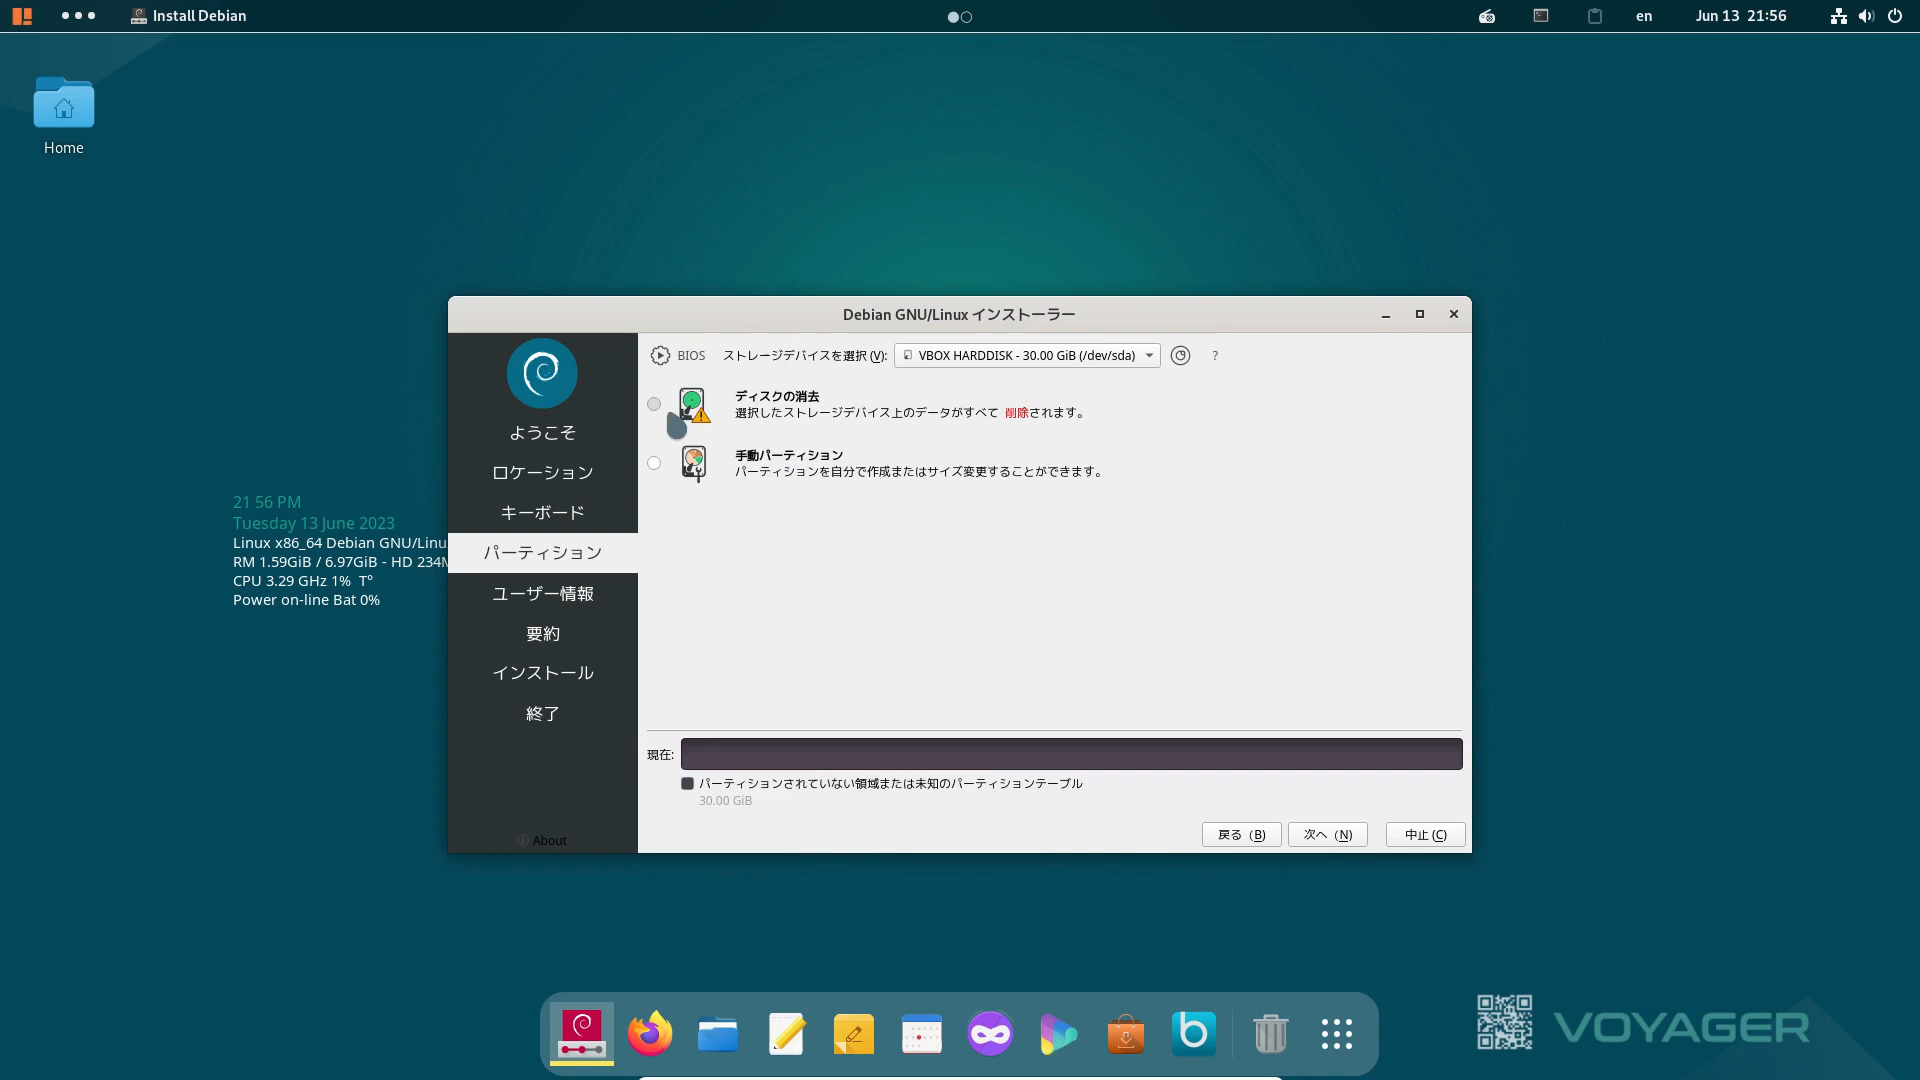 Install Debian
en
Jun 13 21:56
Home
Debian GNU/Linux インストーラー
BIOS
ストレージデバイスを選択 (V):
VBOX HARDDISK - 30.00 GiB (/dev/sda)
?
ディスクの消去
選択したストレージデバイス上のデータがすべて 削除されます。
手動パーティション
パーティションを自分で作成またはサイズ変更することができます。
ようこそ
ロケーション
キーボード
パーティション
ユーザー情報
要約
インストール
終了
About
21 56 PM
Tuesday 13 June 2023
Linux x86_64 Debian GNU/Linu
RM 1.59GiB / 6.97GiB - HD 234M
CPU 3.29 GHz 1% T°
Power on-line Bat 0%
現在:
パーティションされていない領域または未知のパーティションテーブル
30.00 GiB
戻る (B)
次へ (N)
中止 (C)
VOYAGER